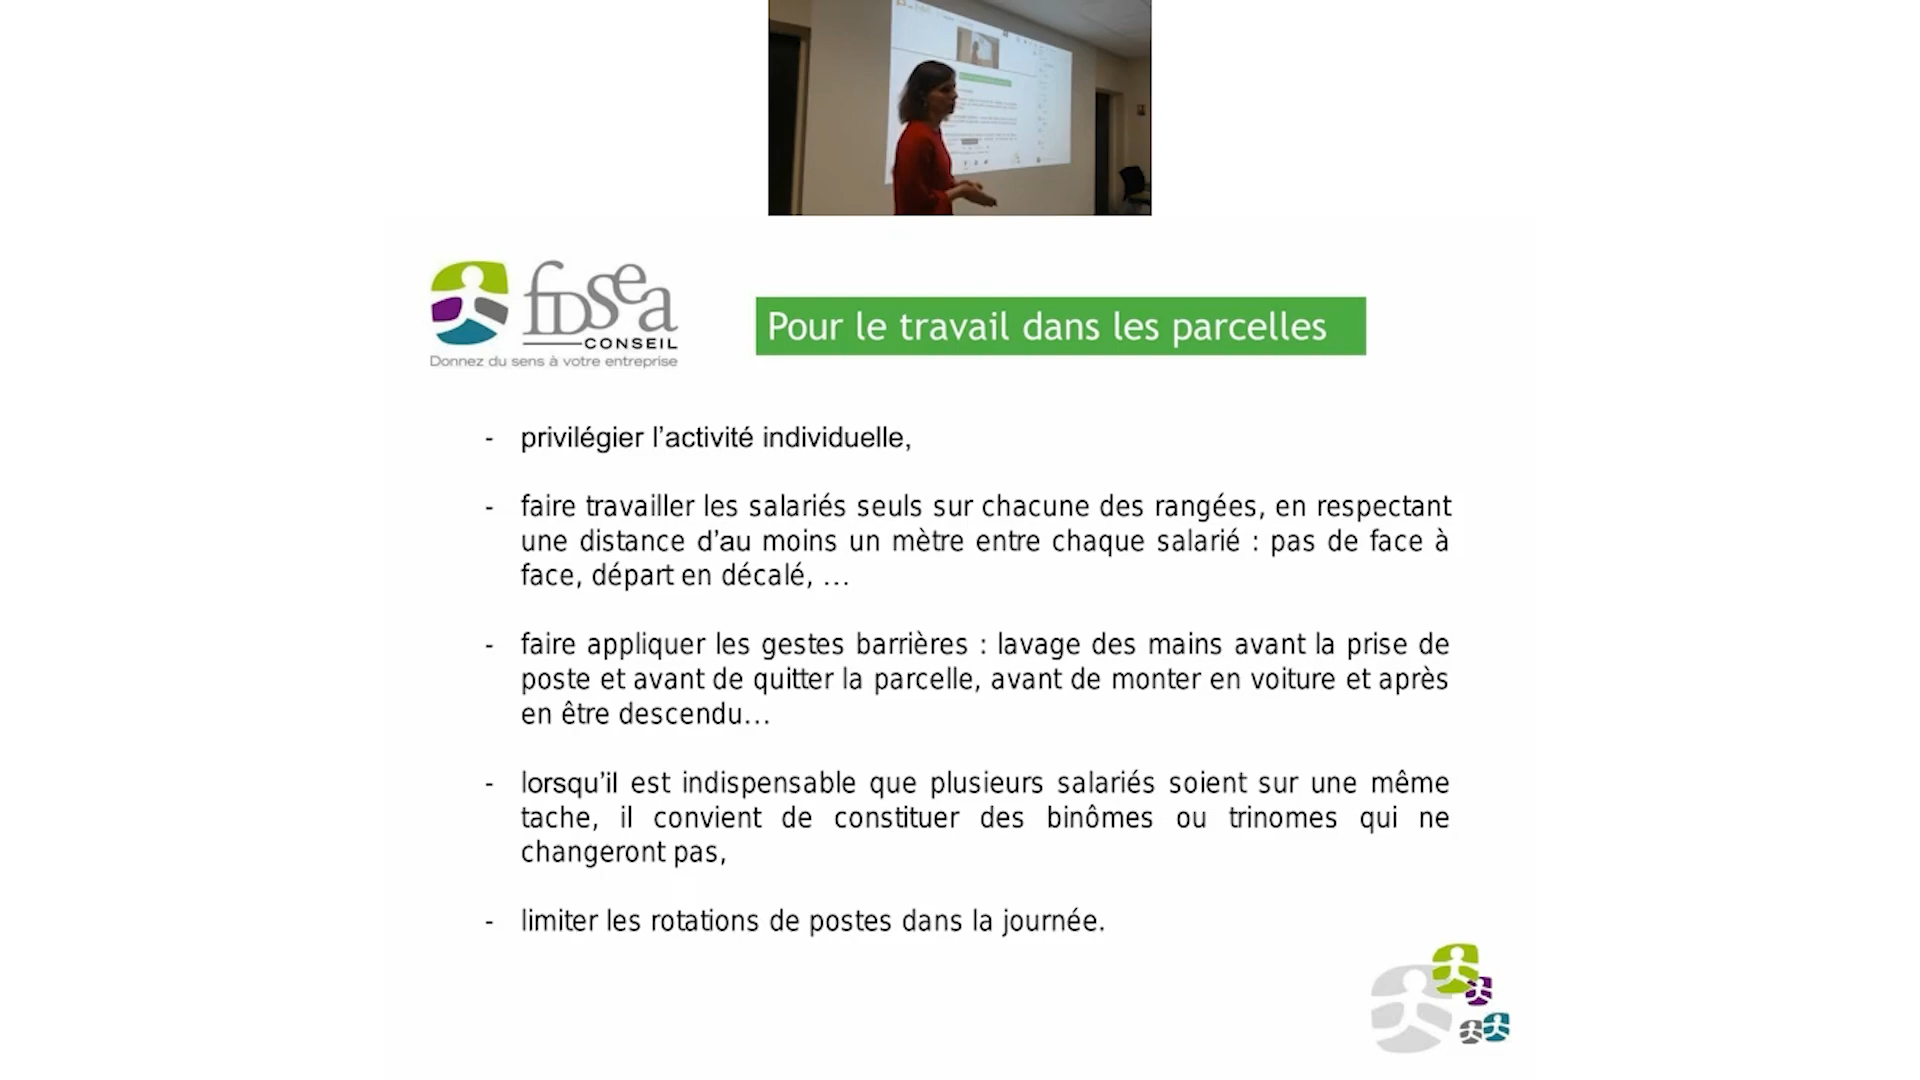 fDSea
CONSEIL
Donnez du sens à votre entreprise
Pour le travail dans les parcelles
- privilégier l’activité individuelle,
- faire travailler les salariés seuls sur chacune des rangées, en respectant
une distance d’au moins un mètre entre chaque salarié : pas de face à
face, départ en décalé, …
- faire appliquer les gestes barrières : lavage des mains avant la prise de
poste et avant de quitter la parcelle, avant de monter en voiture et après
en être descendu…
- lorsqu’il est indispensable que plusieurs salariés soient sur une même
tache, il convient de constituer des binômes ou trinomes qui ne
changeront pas,
- limiter les rotations de postes dans la journée.